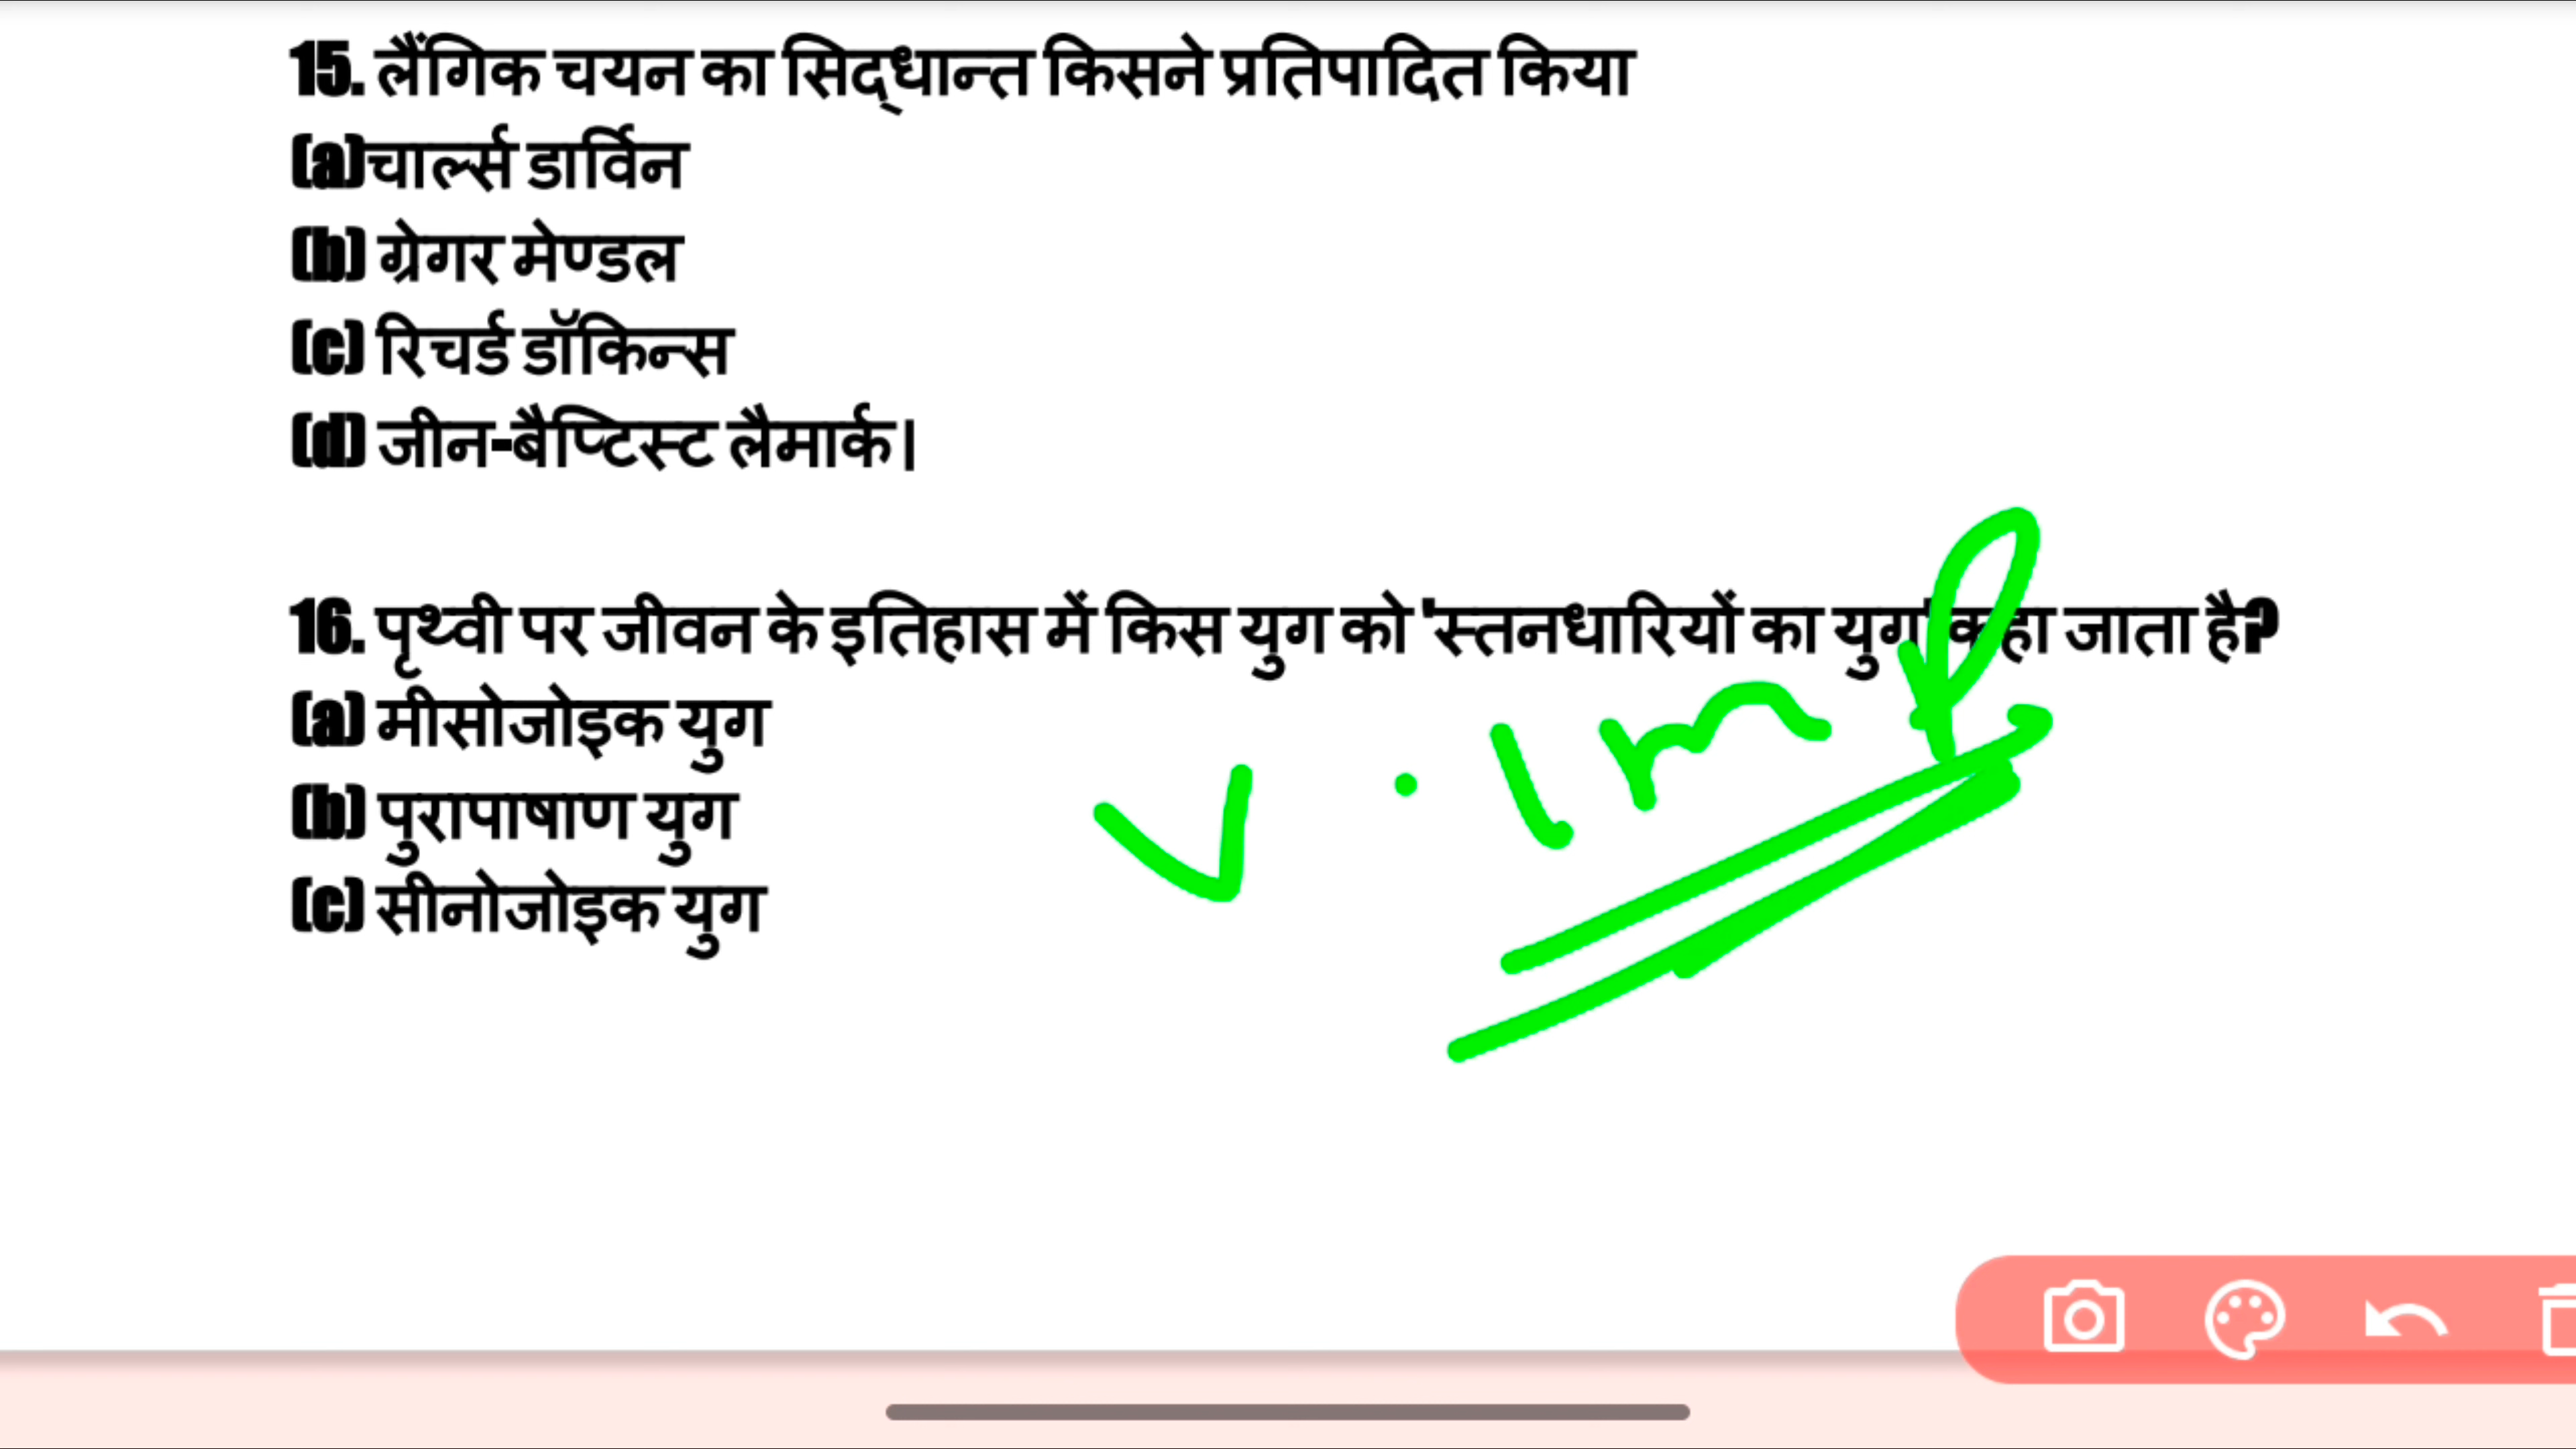 15. लैंगिक चयन का सिद्धान्त किसने प्रतिपादित किया
(a)चार्ल्स डार्विन
(b) ग्रेगर मेण्डल
(c) रिचर्ड डॉकिन्स
(d) जीन-बैप्टिस्ट लैमार्क।
16. पृथ्वी पर जीवन के इतिहास में किस युग को 'स्तनधारियों का युग' कहा जाता है?
(a) मीसोजोइक युग
(b) पुरापाषाण युग
(c) सीनोजोइक युग
V. Imp